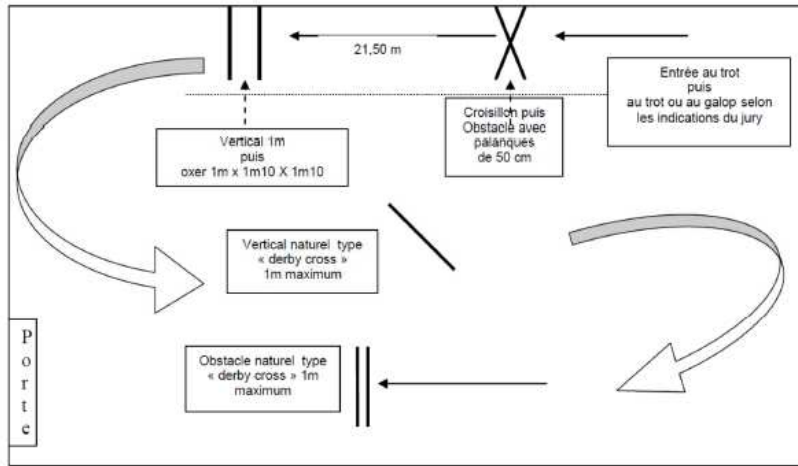 21,50 m
Entrée au trot
puis
au trot ou au galop selon
les indications du jury
Croisillon puis
Obstacle avec
palanques
de 50 cm
Vertical 1m
puis
oxer 1m x 1m10 X 1m10
Vertical naturel type
« derby cross »
1m maximum
Obstacle naturel type
« derby cross » 1m
maximum
Porte